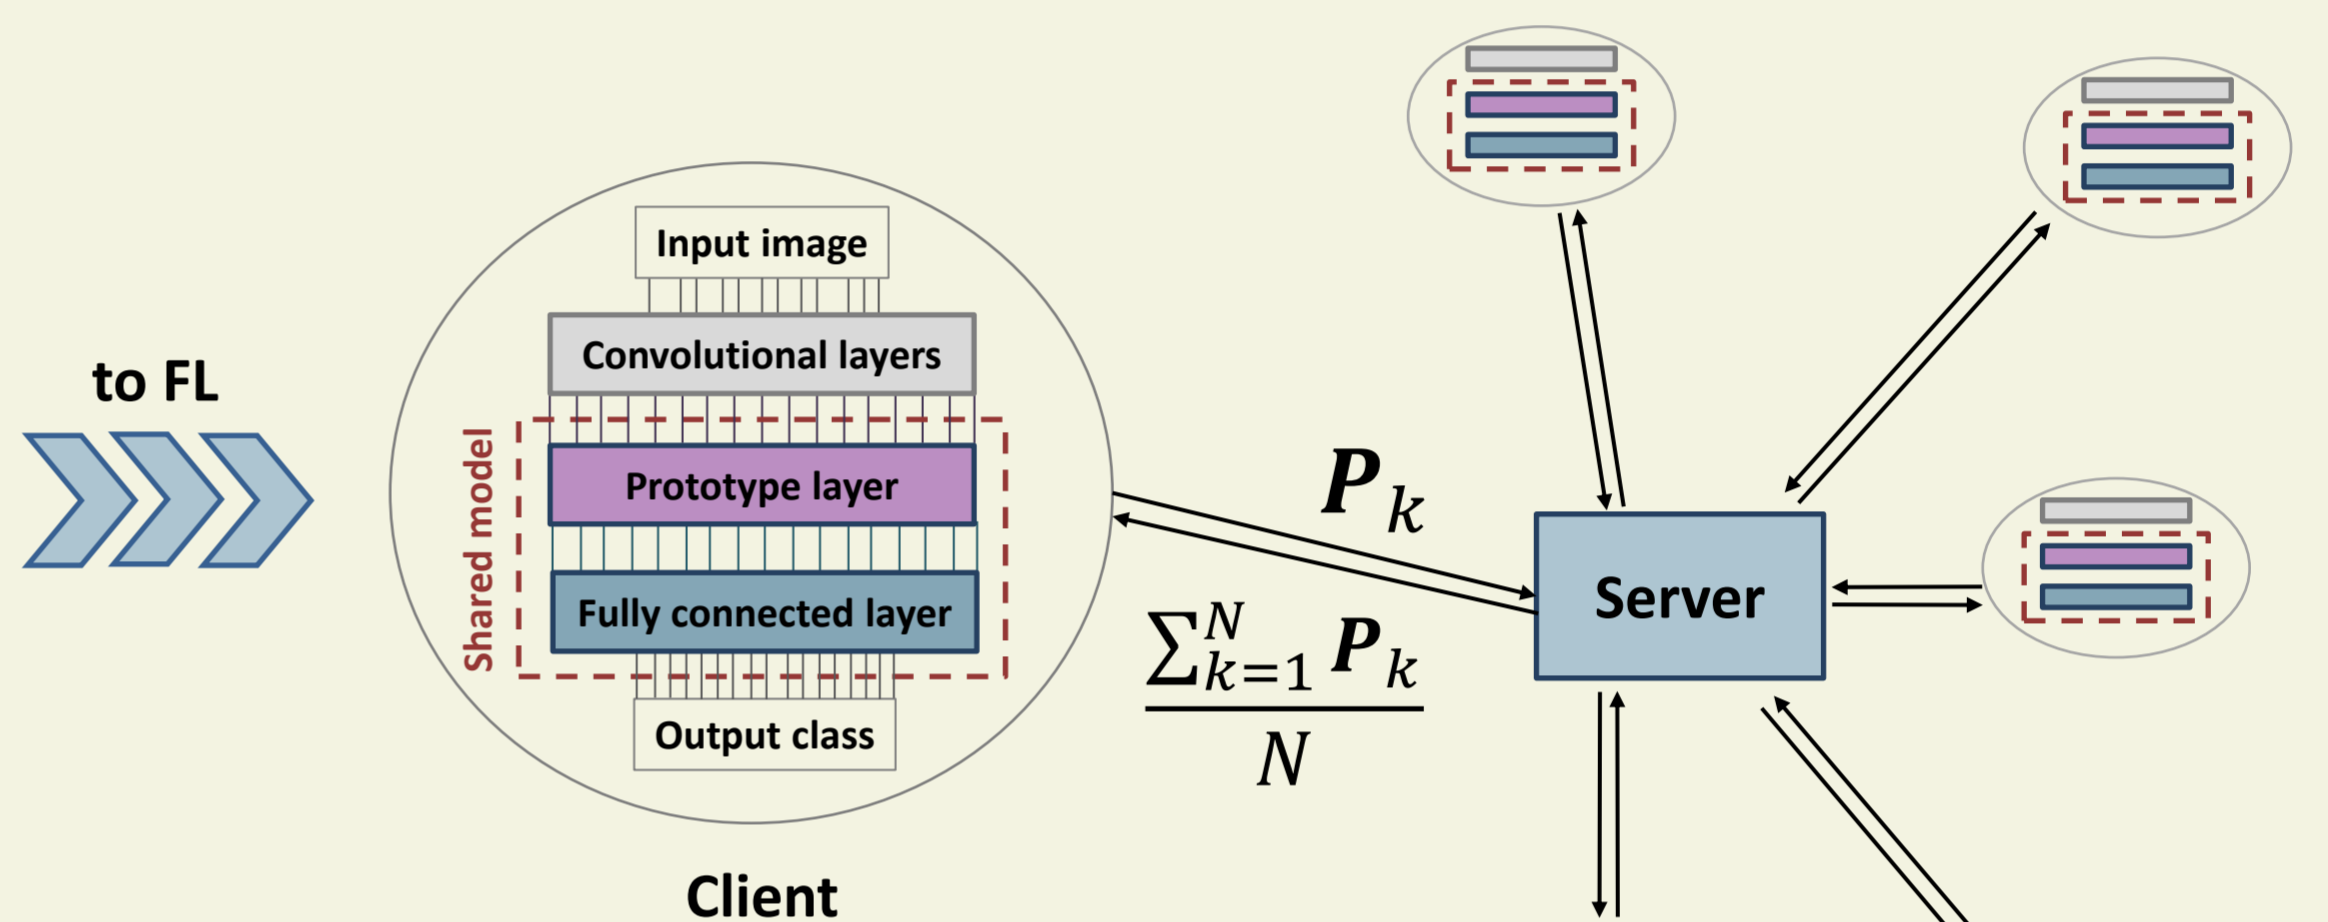 to FL
Input image
Convolutional layers
Shared model
Prototype layer
Fully connected layer
Output class
Client
P_k
∑_{k=1}^{N} P_k
N
Server